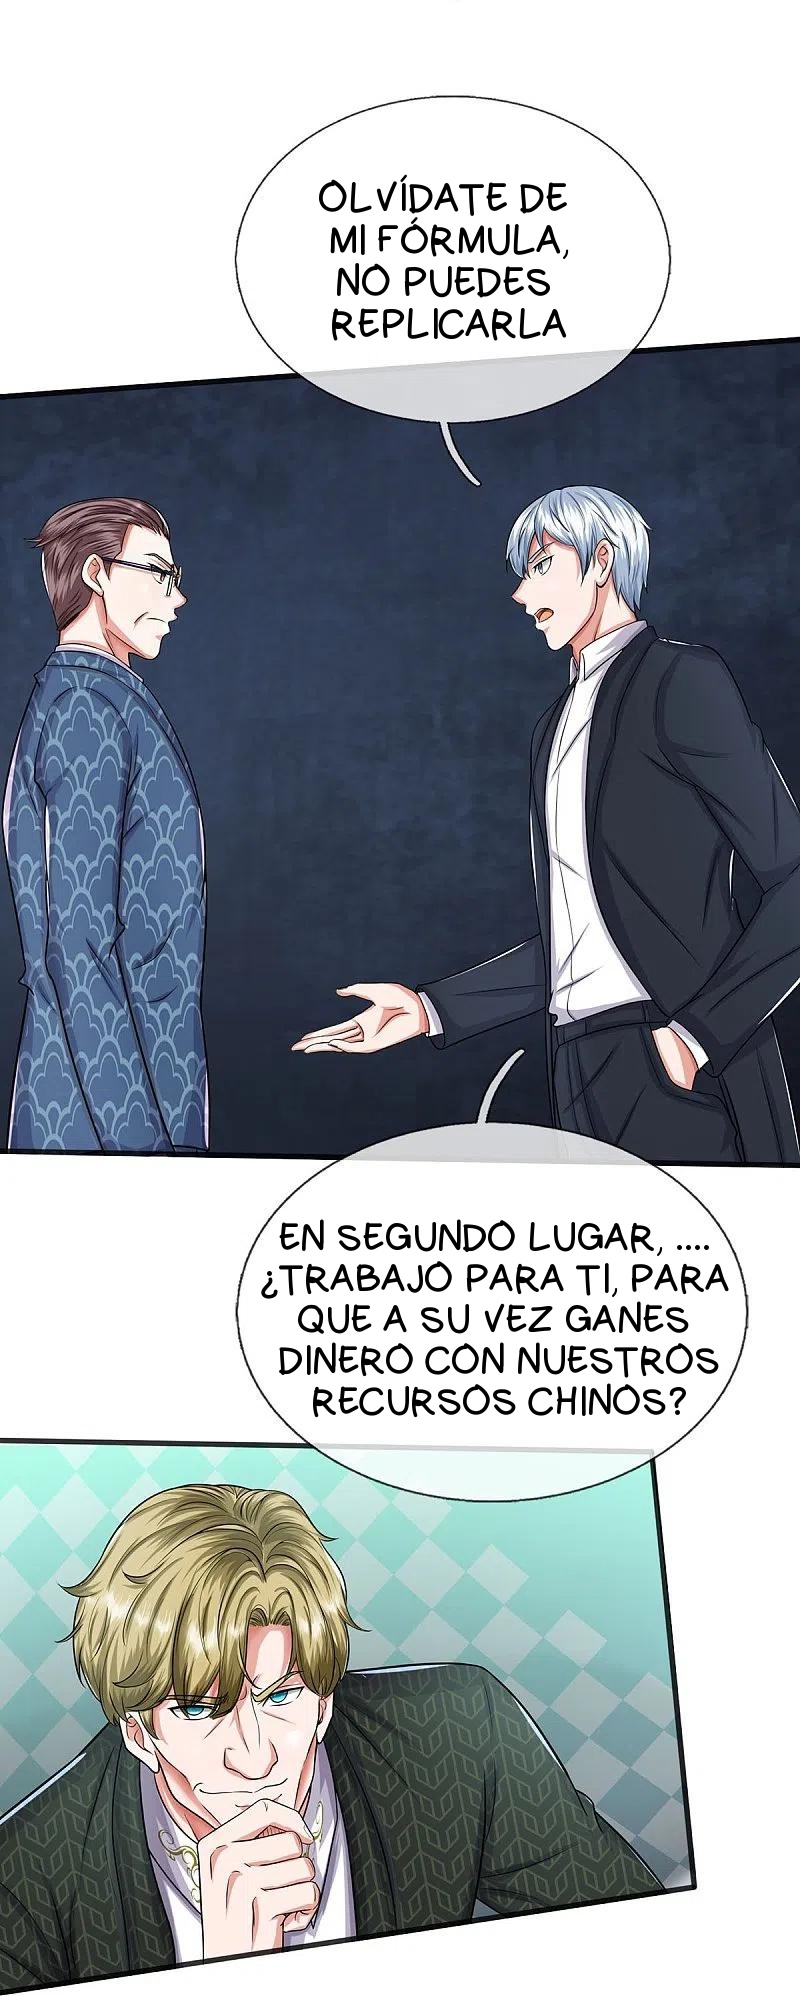 OLVÍDATE DE
MI FÓRMULA,
NO PUEDES
REPLICARLA
EN SEGUNDO LUGAR, ....
¿TRABAJO PARA TI, PARA
QUE A SU VEZ GANES
DINERO CON NUESTROS
RECURSOS CHINOS?